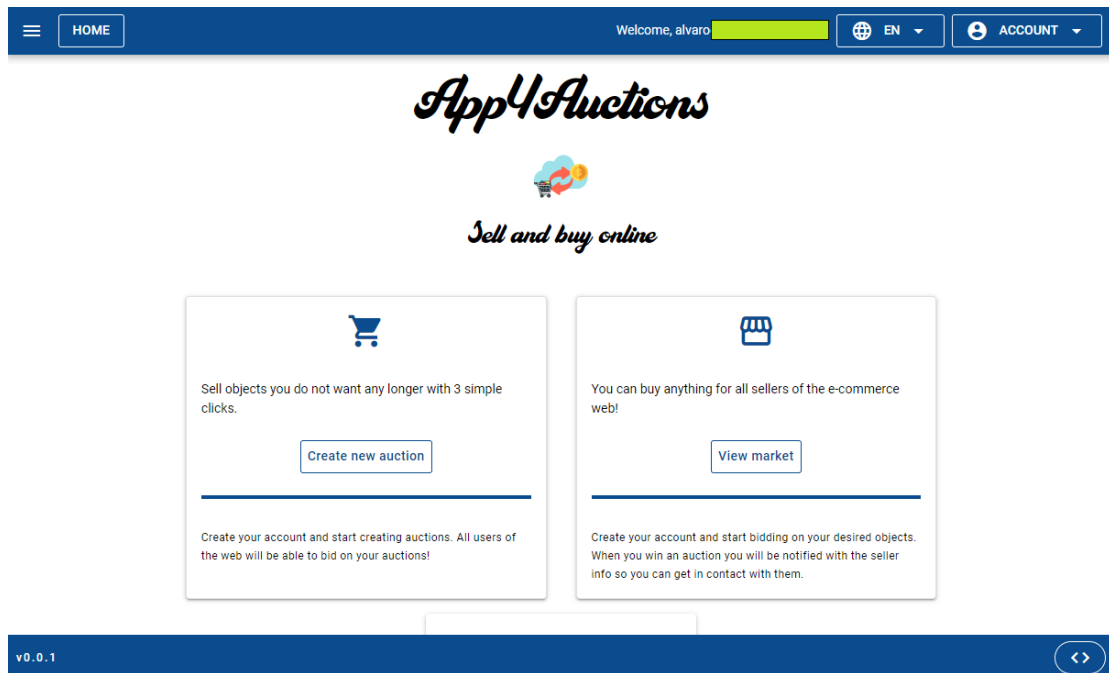 HOME
Welcome, alvaro
EN
ACCOUNT
App4Auctions
Sell and buy online
Sell objects you do not want any longer with 3 simple
clicks.
Create new auction
Create your account and start creating auctions. All users of
the web will be able to bid on your auctions!
You can buy anything for all sellers of the e-commerce
web!
View market
Create your account and start bidding on your desired objects.
When you win an auction you will be notified with the seller
info so you can get in contact with them.
v0.0.1